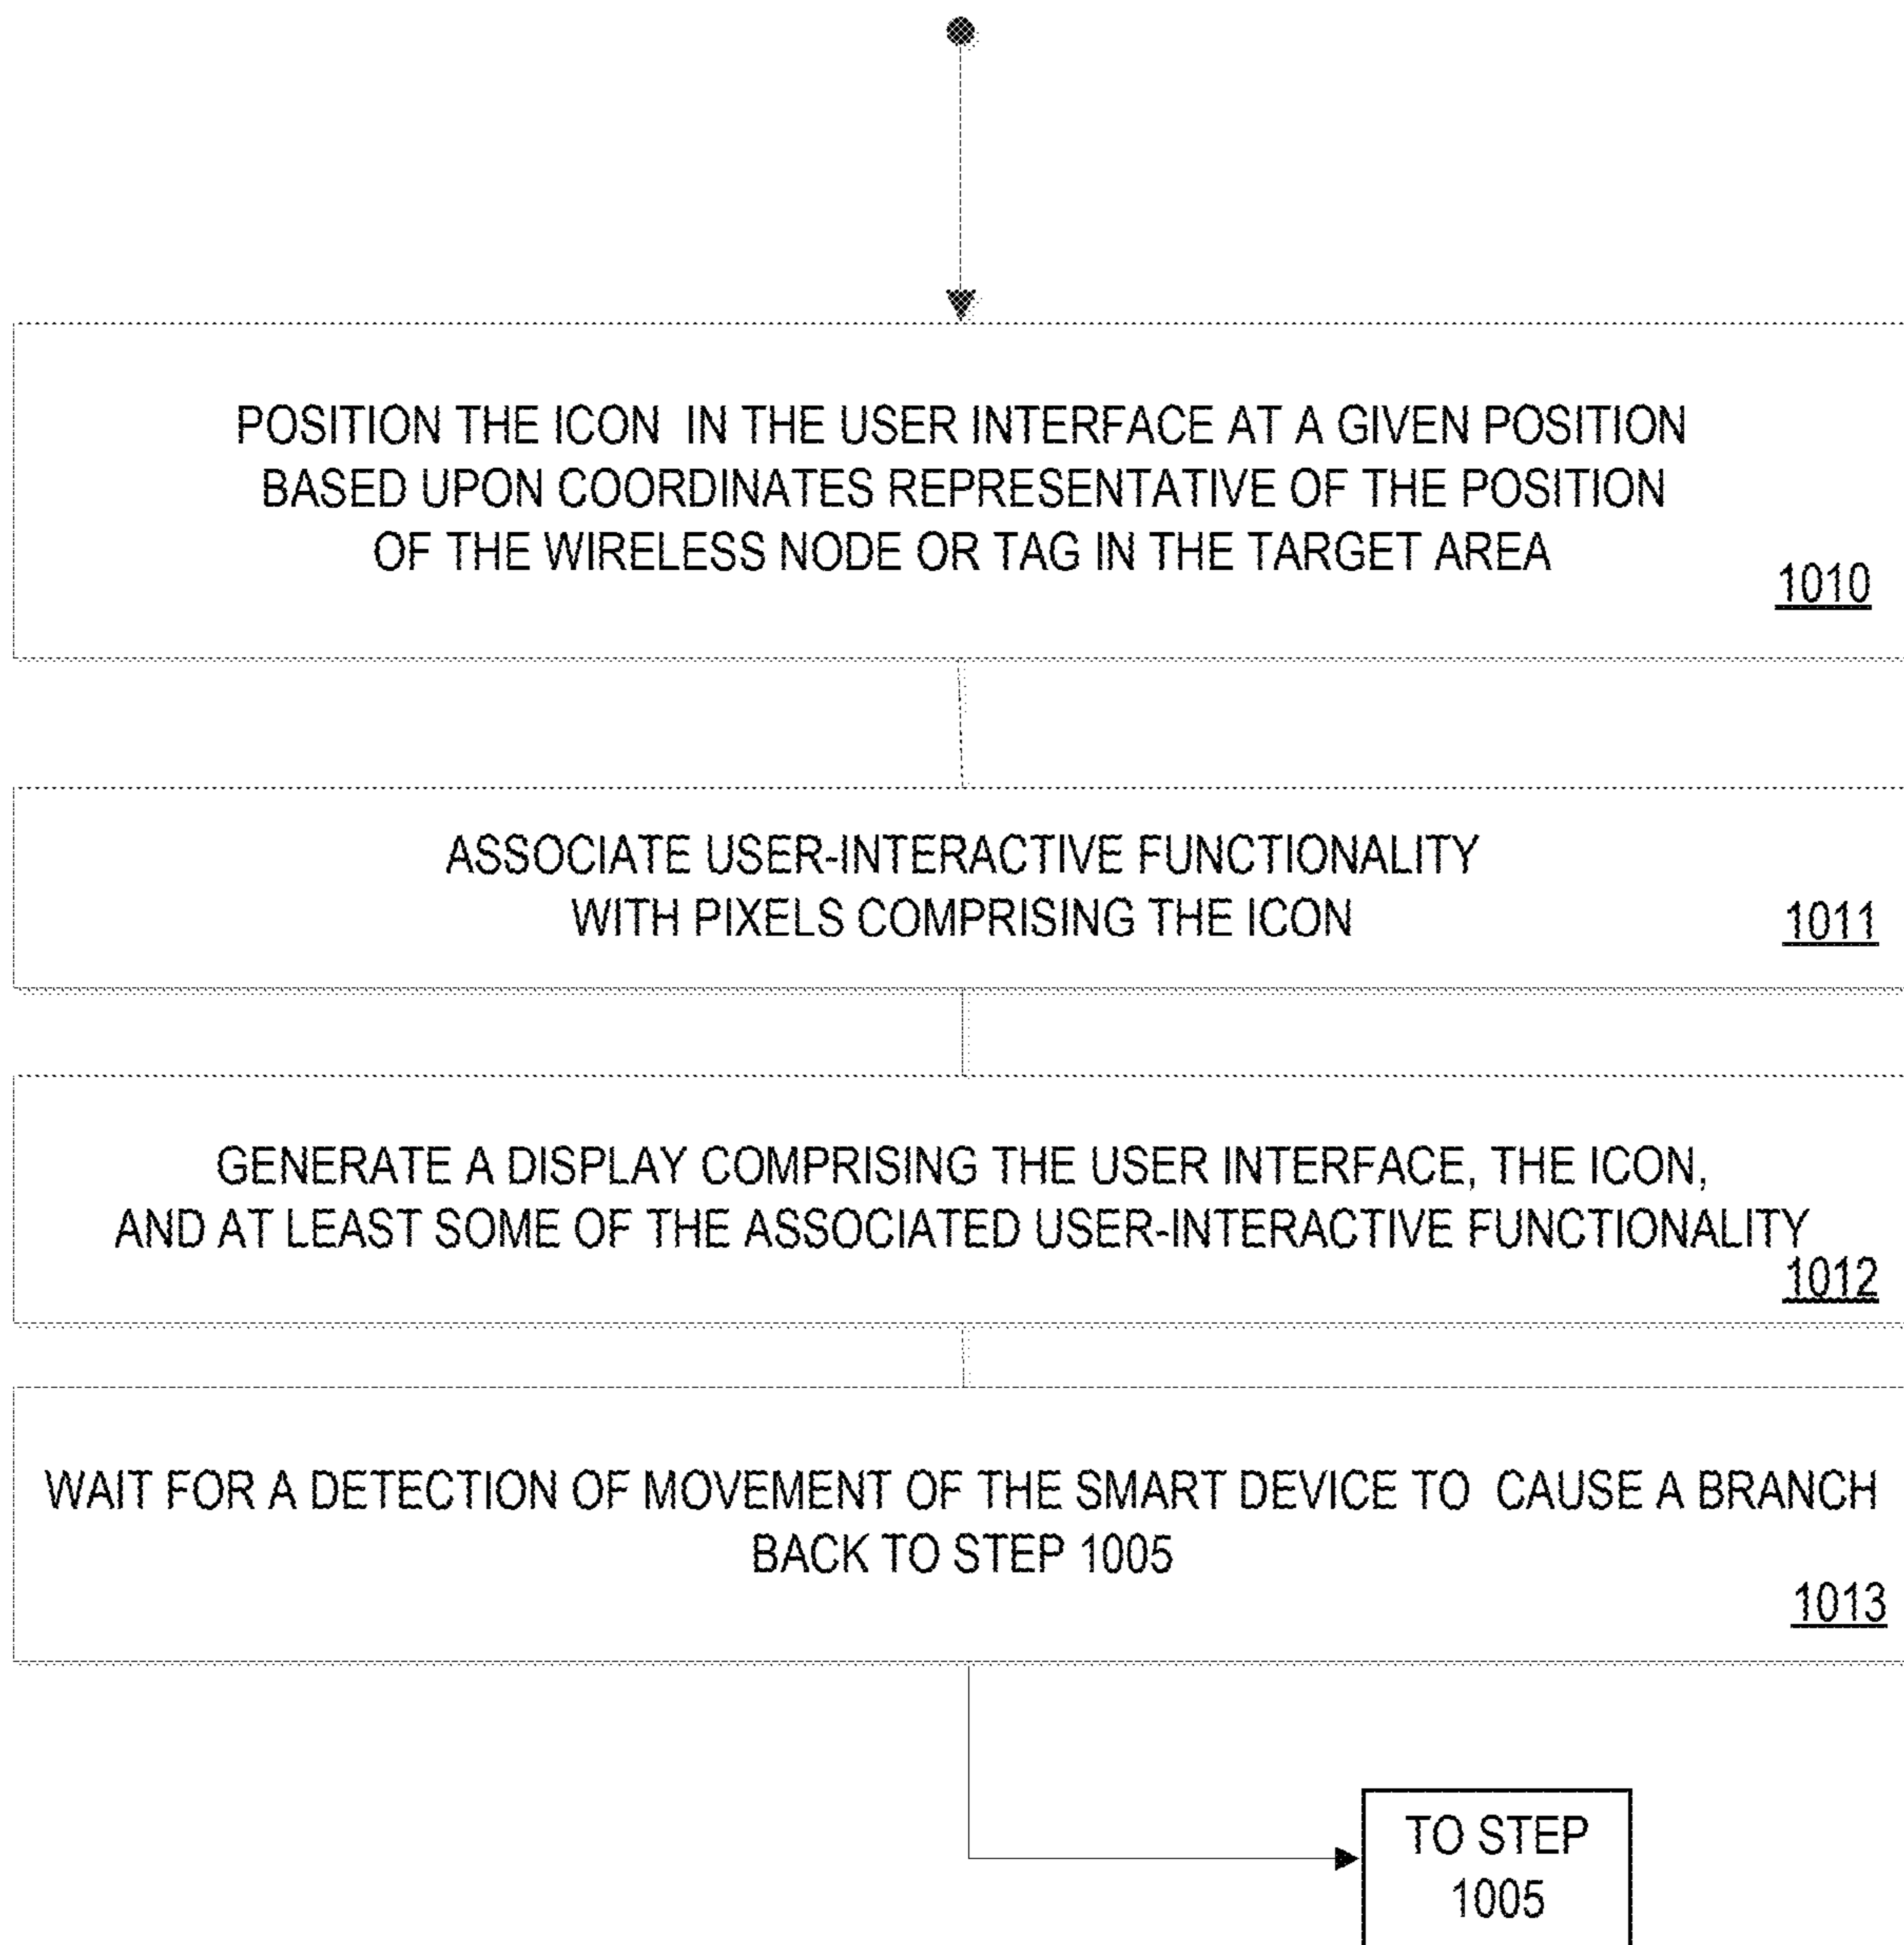 POSITION THE ICON IN THE USER INTERFACE AT A GIVEN POSITION
BASED UPON COORDINATES REPRESENTATIVE OF THE POSITION
OF THE WIRELESS NODE OR TAG IN THE TARGET AREA
1010
ASSOCIATE USER-INTERACTIVE FUNCTIONALITY
WITH PIXELS COMPRISING THE ICON
1011
GENERATE A DISPLAY COMPRISING THE USER INTERFACE, THE ICON,
AND AT LEAST SOME OF THE ASSOCIATED USER-INTERACTIVE FUNCTIONALITY
1012
WAIT FOR A DETECTION OF MOVEMENT OF THE SMART DEVICE TO CAUSE A BRANCH
BACK TO STEP 1005
1013
TO STEP
1005